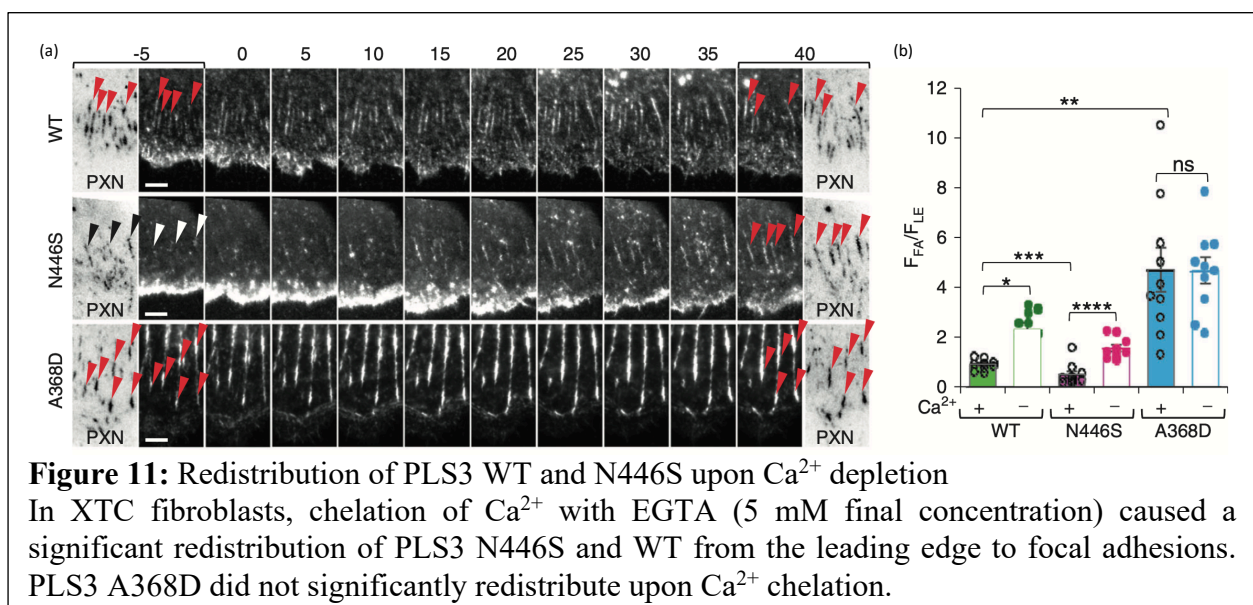 (a)
-5 0 5 10 15 20 25 30 35 40
WT
PXN PXN
N446S
PXN PXN
A368D
PXN PXN
(b)
12
10
8
6
4
2
0
F_FA/F_LE
**
ns
***
*
****
Ca²⁺ + − + − + −
WT N446S A368D
Figure 11: Redistribution of PLS3 WT and N446S upon Ca²⁺ depletion
In XTC fibroblasts, chelation of Ca²⁺ with EGTA (5 mM final concentration) caused a
significant redistribution of PLS3 N446S and WT from the leading edge to focal adhesions.
PLS3 A368D did not significantly redistribute upon Ca²⁺ chelation.